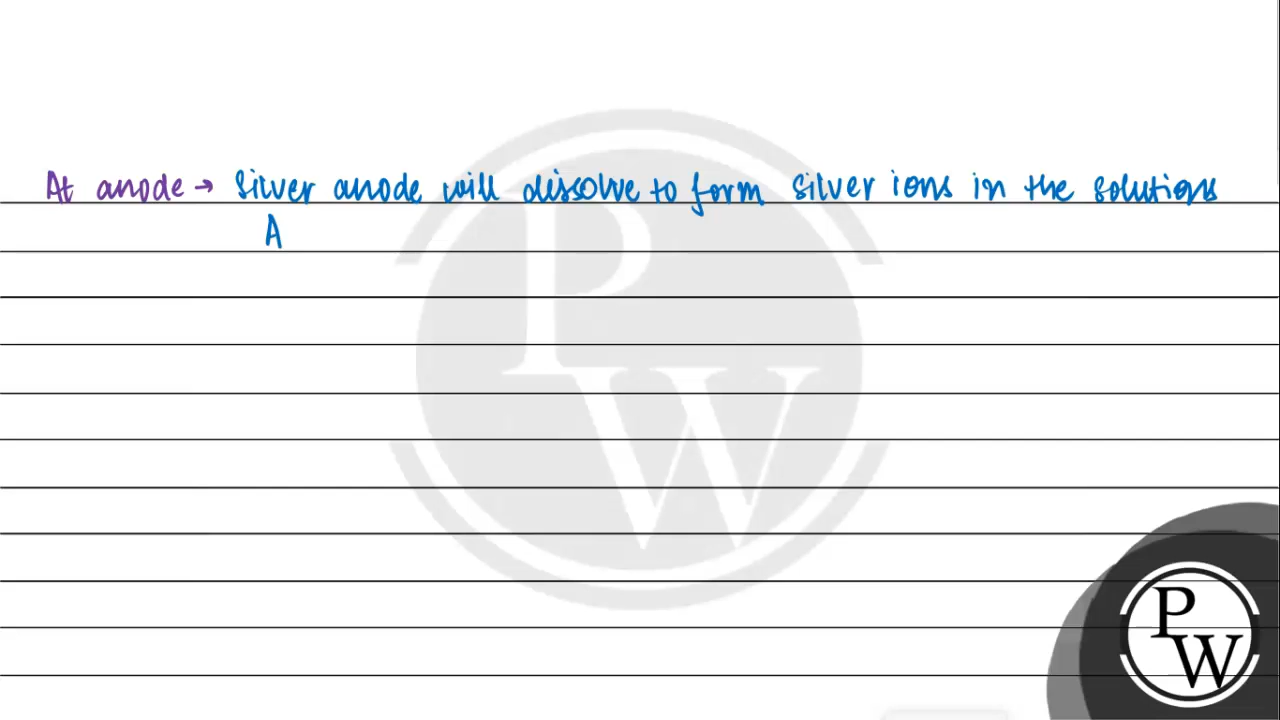 At anode → Silver anode will dissolve to form silver ions in the solutions
A
P
W
P
W